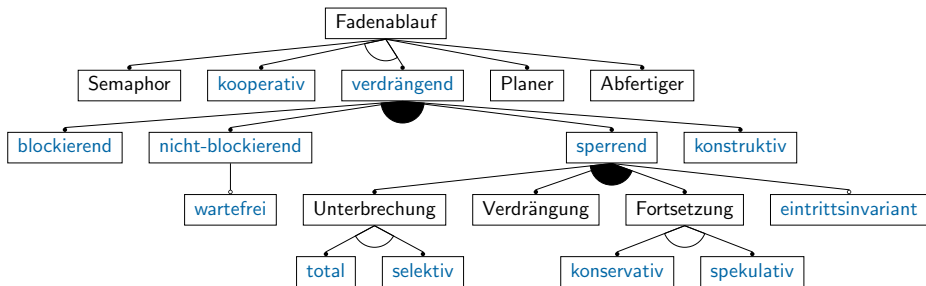 Fadenablauf
Semaphor kooperativ verdrängend Planer Abfertiger
blockierend nicht-blockierend sperrend konstruktiv
wartefrei Unterbrechung Verdrängung Fortsetzung eintrittsinvariant
total selektiv konservativ spekulativ